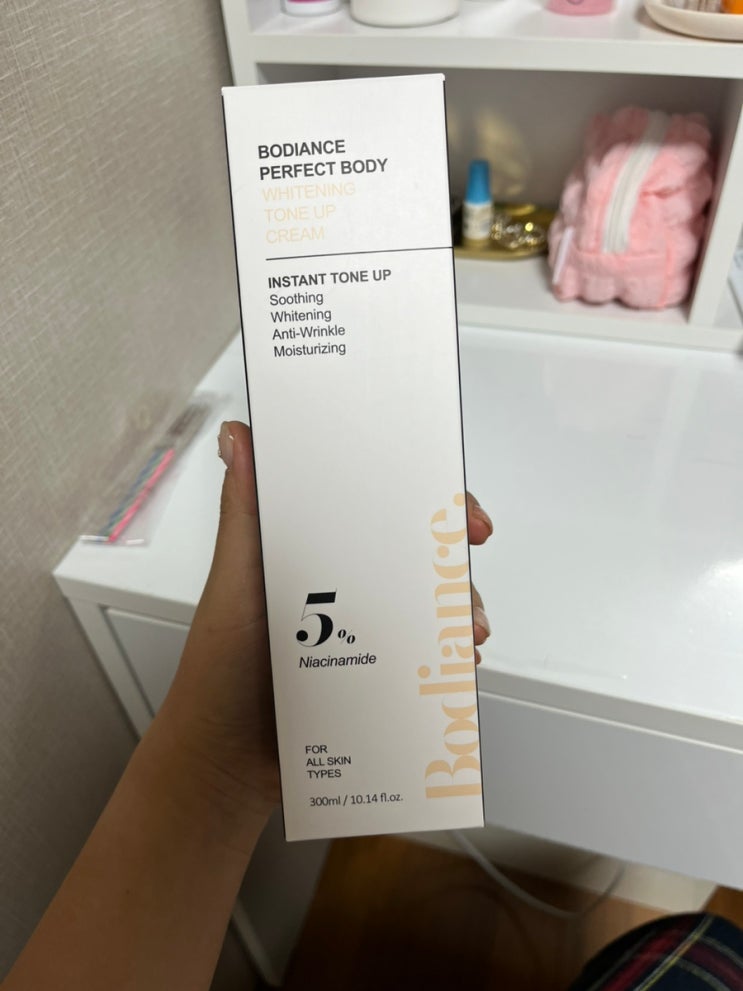 BODIANCE
PERFECT BODY
WHITENING
TONE UP
CREAM
INSTANT TONE UP
Soothing
Whitening
Anti-Wrinkle
Moisturizing
5%
Niacinamide
Bodiance.
FOR
ALL SKIN
TYPES
300ml / 10.14 fl.oz.